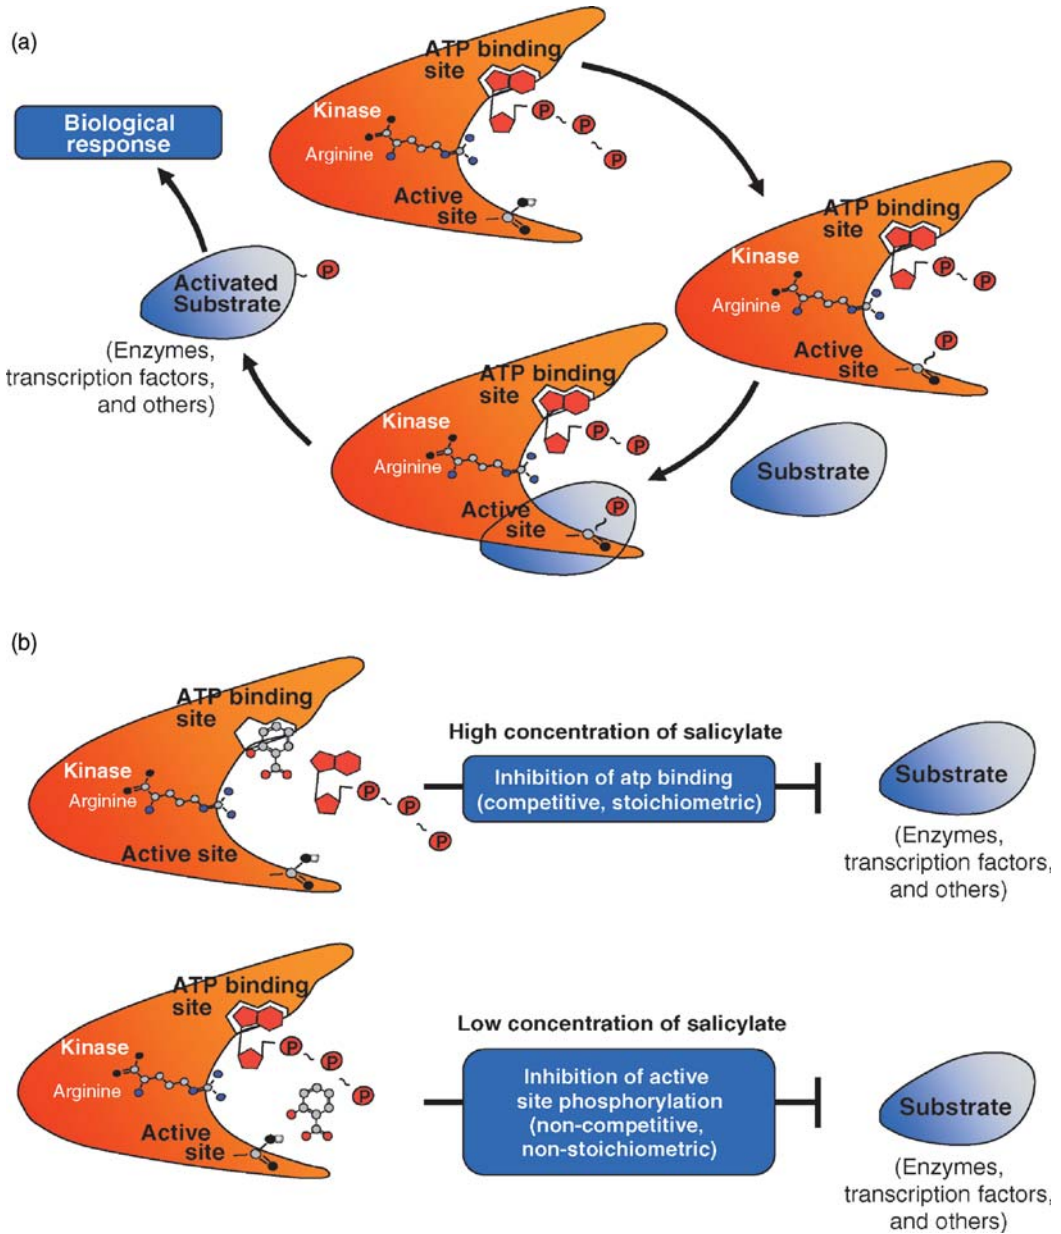 (a)
ATP binding
site
P
P
P
Kinase
Arginine
Active
site
Biological
response
ATP binding
site
P
P
Kinase
Arginine
Active
site
P
Activated
Substrate
P
(Enzymes,
transcription factors,
and others)
ATP binding
site
P
P
Kinase
Arginine
Active
site
P
Substrate
(b)
ATP binding
site
Kinase
Arginine
P
P
P
Active site
High concentration of salicylate
Inhibition of atp binding
(competitive, stoichiometric)
Substrate
(Enzymes,
transcription factors,
and others)
ATP binding
site
Kinase
Arginine
P
P
P
Active
site
Low concentration of salicylate
Inhibition of active
site phosphorylation
(non-competitive,
non-stoichiometric)
Substrate
(Enzymes,
transcription factors,
and others)